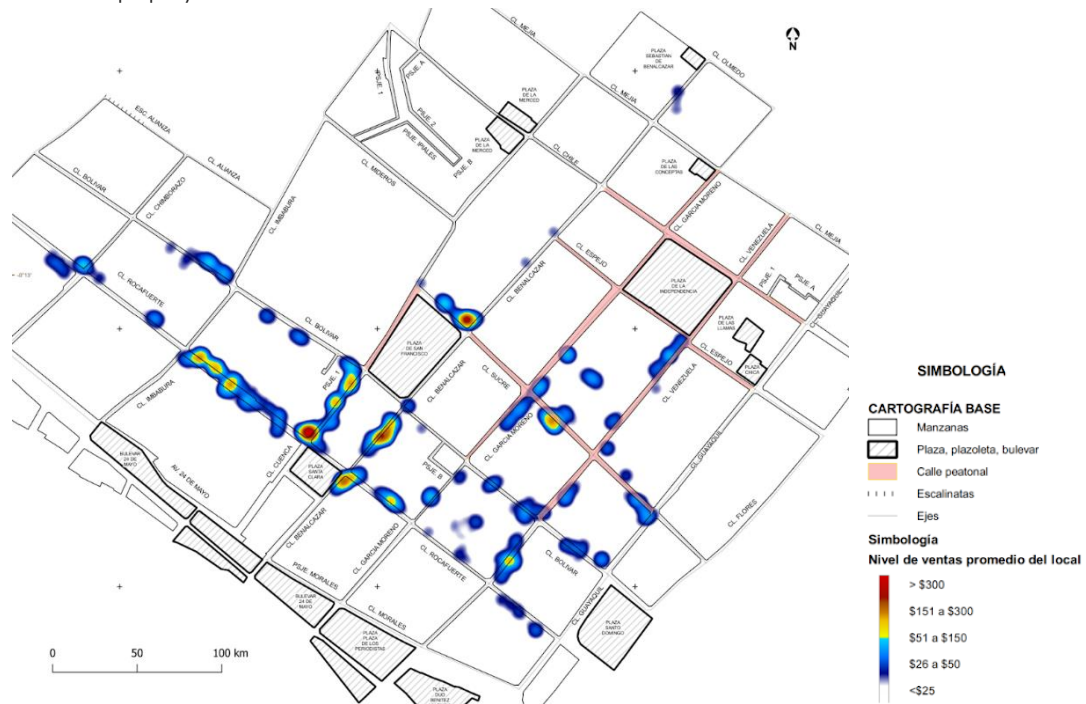 CL. MEJIA
CL. OLMEDO
PLAZA
SEBASTIAN
DE
BENALCAZAR
N
PSJE. 1
PSJE. A
PSJE. 2
PSJE. IPIALES
PSJE. B
PLAZA
DE LA
MERCED
PLAZA
DE LA
MERCED
CL. MEJIA
ESC. ALIANZA
CL. ALIANZA
CL. MIDEROS
CL. CHILE
PLAZA
DE LAS
CONCEPTAS
CL. BOLIVAR
CL. CHIMBORAZO
CL. IMBABURA
CL. GARCIA MORENO
CL. VENEZUELA
CL. MEJIA
CL. ESPEJO
CL. BENALCAZAR
PLAZA
DE LA
INDEPENDENCIA
PSJE. 1
PSJE. A
CL. GUAYAQUIL
CL. ROCAFUERTE
CL. BOLIVAR
PLAZA
DE SAN
FRANCISCO
PLAZA
DE LAS
LLAMAS
CL. ESPEJO
PLAZA
CHICA
CL. IMBABURA
PSJE. 1
CL. BENALCAZAR
CL. SUCRE
CL. VENEZUELA
CL. GARCIA MORENO
CL. GUAYAQUIL
BULEVAR
24 DE
MAYO
AV. 24 DE MAYO
CL. CUENCA
PLAZA
SANTA
CLARA
PSJE. B
CL. FLORES
CL. BENALCAZAR
CL. GARCIA MORENO
CL. ROCAFUERTE
CL. BOLIVAR
PSJE. MORALES
CL. MORALES
CL. GUAYAQUIL
BULEVAR
24 DE
MAYO
PLAZA
PLAZA
DE LOS
PERIODISTAS
PLAZA
SANTO
DOMINGO
PLAZA
0 50 100 km
SIMBOLOGÍA
CARTOGRAFÍA BASE
Manzanas
Plaza, plazoleta, bulevar
Calle peatonal
Escalinatas
Ejes
Simbología
Nivel de ventas promedio del local
> $300
$151 a $300
$51 a $150
$26 a $50
<$25